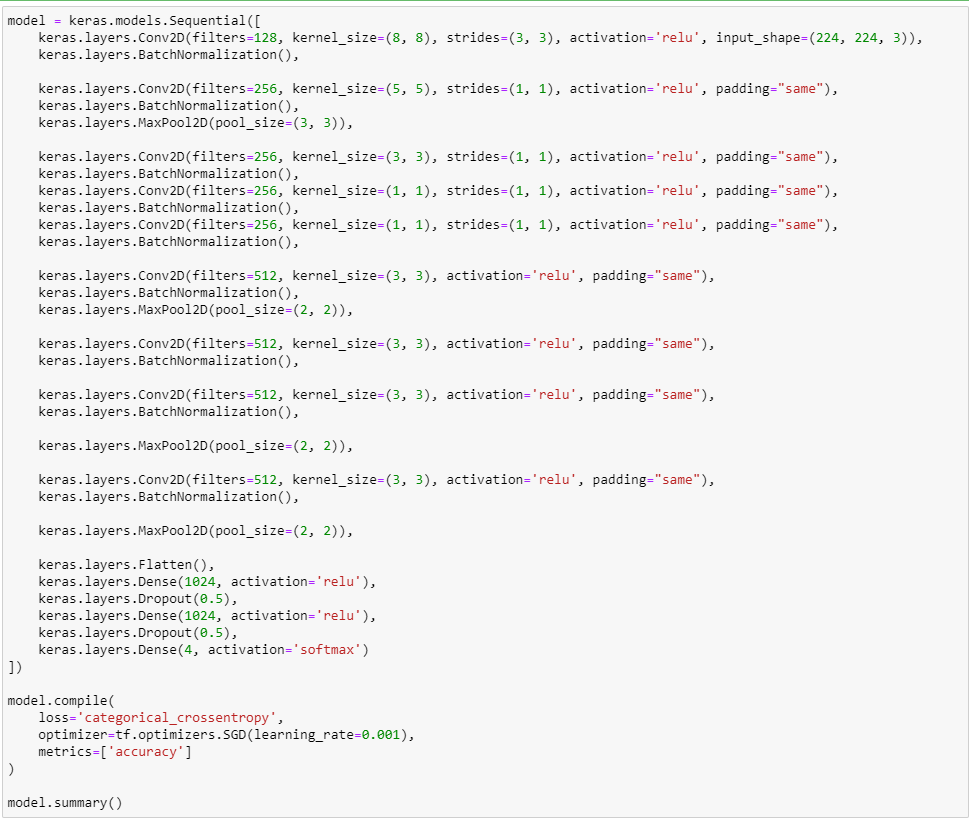 model = keras.models.Sequential([
    keras.layers.Conv2D(filters=128, kernel_size=(8, 8), strides=(3, 3), activation='relu', input_shape=(224, 224, 3)),
    keras.layers.BatchNormalization(),

    keras.layers.Conv2D(filters=256, kernel_size=(5, 5), strides=(1, 1), activation='relu', padding="same"),
    keras.layers.BatchNormalization(),
    keras.layers.MaxPool2D(pool_size=(3, 3)),

    keras.layers.Conv2D(filters=256, kernel_size=(3, 3), strides=(1, 1), activation='relu', padding="same"),
    keras.layers.BatchNormalization(),
    keras.layers.Conv2D(filters=256, kernel_size=(1, 1), strides=(1, 1), activation='relu', padding="same"),
    keras.layers.BatchNormalization(),
    keras.layers.Conv2D(filters=256, kernel_size=(1, 1), strides=(1, 1), activation='relu', padding="same"),
    keras.layers.BatchNormalization(),

    keras.layers.Conv2D(filters=512, kernel_size=(3, 3), activation='relu', padding="same"),
    keras.layers.BatchNormalization(),
    keras.layers.MaxPool2D(pool_size=(2, 2)),

    keras.layers.Conv2D(filters=512, kernel_size=(3, 3), activation='relu', padding="same"),
    keras.layers.BatchNormalization(),

    keras.layers.Conv2D(filters=512, kernel_size=(3, 3), activation='relu', padding="same"),
    keras.layers.BatchNormalization(),

    keras.layers.MaxPool2D(pool_size=(2, 2)),

    keras.layers.Conv2D(filters=512, kernel_size=(3, 3), activation='relu', padding="same"),
    keras.layers.BatchNormalization(),

    keras.layers.MaxPool2D(pool_size=(2, 2)),

    keras.layers.Flatten(),
    keras.layers.Dense(1024, activation='relu'),
    keras.layers.Dropout(0.5),
    keras.layers.Dense(1024, activation='relu'),
    keras.layers.Dropout(0.5),
    keras.layers.Dense(4, activation='softmax')
])

model.compile(
    loss='categorical_crossentropy',
    optimizer=tf.optimizers.SGD(learning_rate=0.001),
    metrics=['accuracy']
)

model.summary()